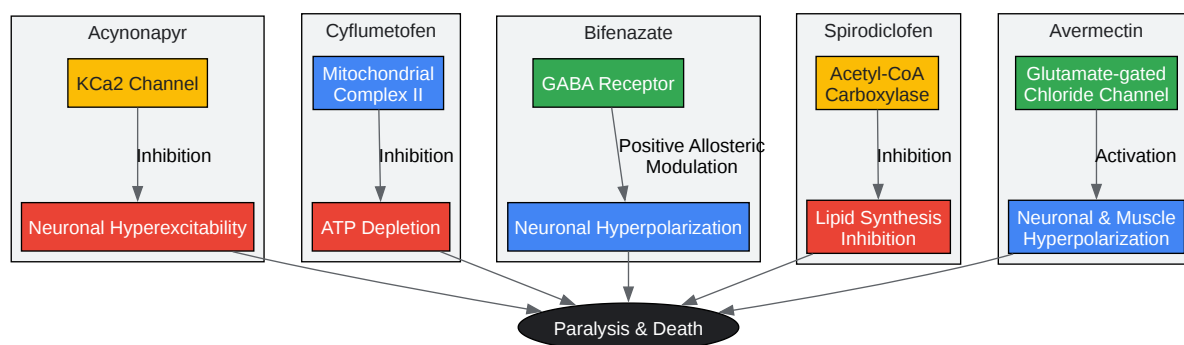 Acynonapyr
Cyflumetofen
Bifenazate
Spirodiclofen
Avermectin
KCa2 Channel
Mitochondrial
Complex II
GABA Receptor
Acetyl-CoA
Carboxylase
Glutamate-gated
Chloride Channel
Inhibition
Inhibition
Positive Allosteric
Modulation
Inhibition
Activation
Neuronal Hyperexcitability
ATP Depletion
Neuronal Hyperpolarization
Lipid Synthesis
Inhibition
Neuronal & Muscle
Hyperpolarization
Paralysis & Death